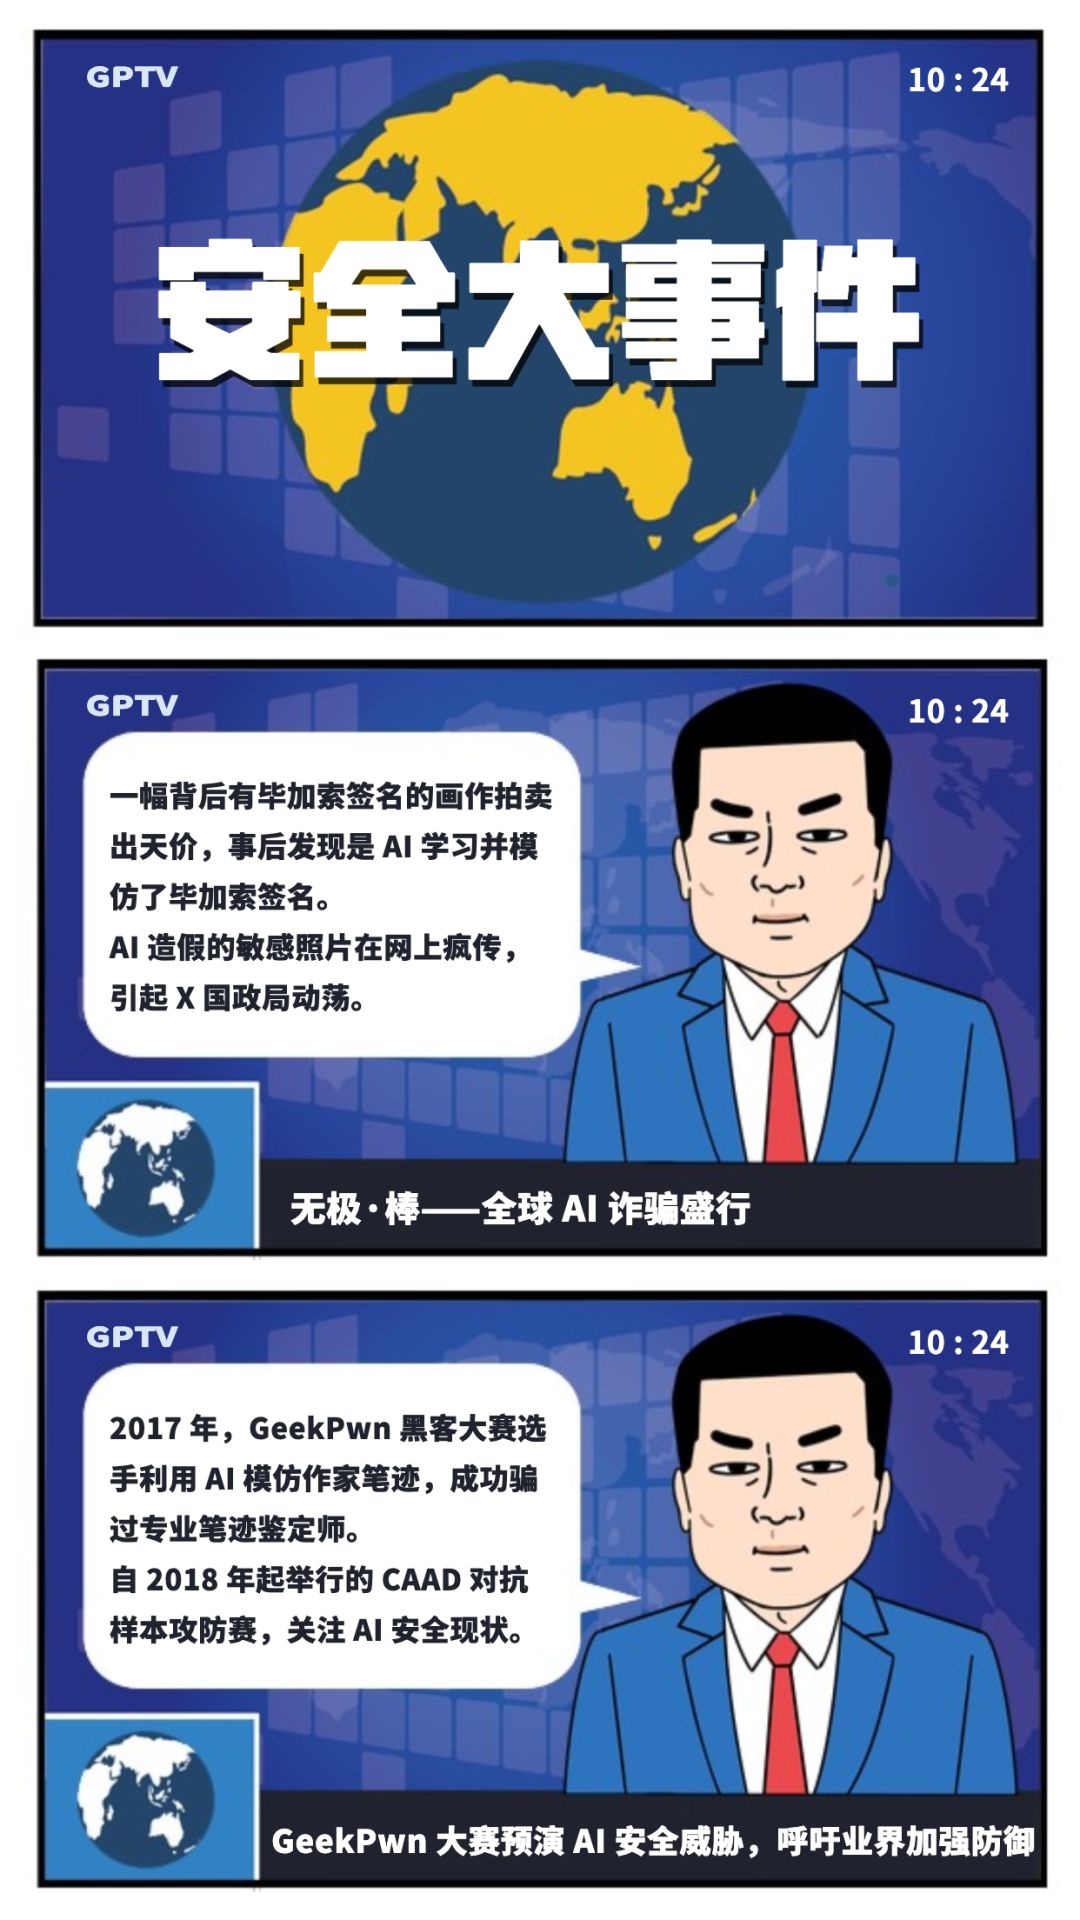 GPTV
10 : 24
安全大事件
GPTV
10 : 24
一幅背后有毕加索签名的画作拍卖
出天价，事后发现是 AI 学习并模
仿了毕加索签名。
AI 造假的敏感照片在网上疯传，
引起 X 国政局动荡。
无极·棒——全球 AI 诈骗盛行
GPTV
10 : 24
2017 年，GeekPwn 黑客大赛选
手利用 AI 模仿作家笔迹，成功骗
过专业笔迹鉴定师。
自 2018 年起举行的 CAAD 对抗
样本攻防赛，关注 AI 安全现状。
GeekPwn 大赛预演 AI 安全威胁，呼吁业界加强防御